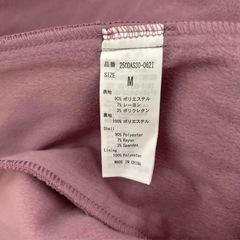 品番 250DAS30-0621
SIZE
M
表地
90% ポリエステル
7% レーヨン
3% ポリウレタン
裏地
100% ポリエステル
Shell
90% Polyester
7% Rayon
3% Spandex
Lining
100% Polyester
MADE IN CHINA